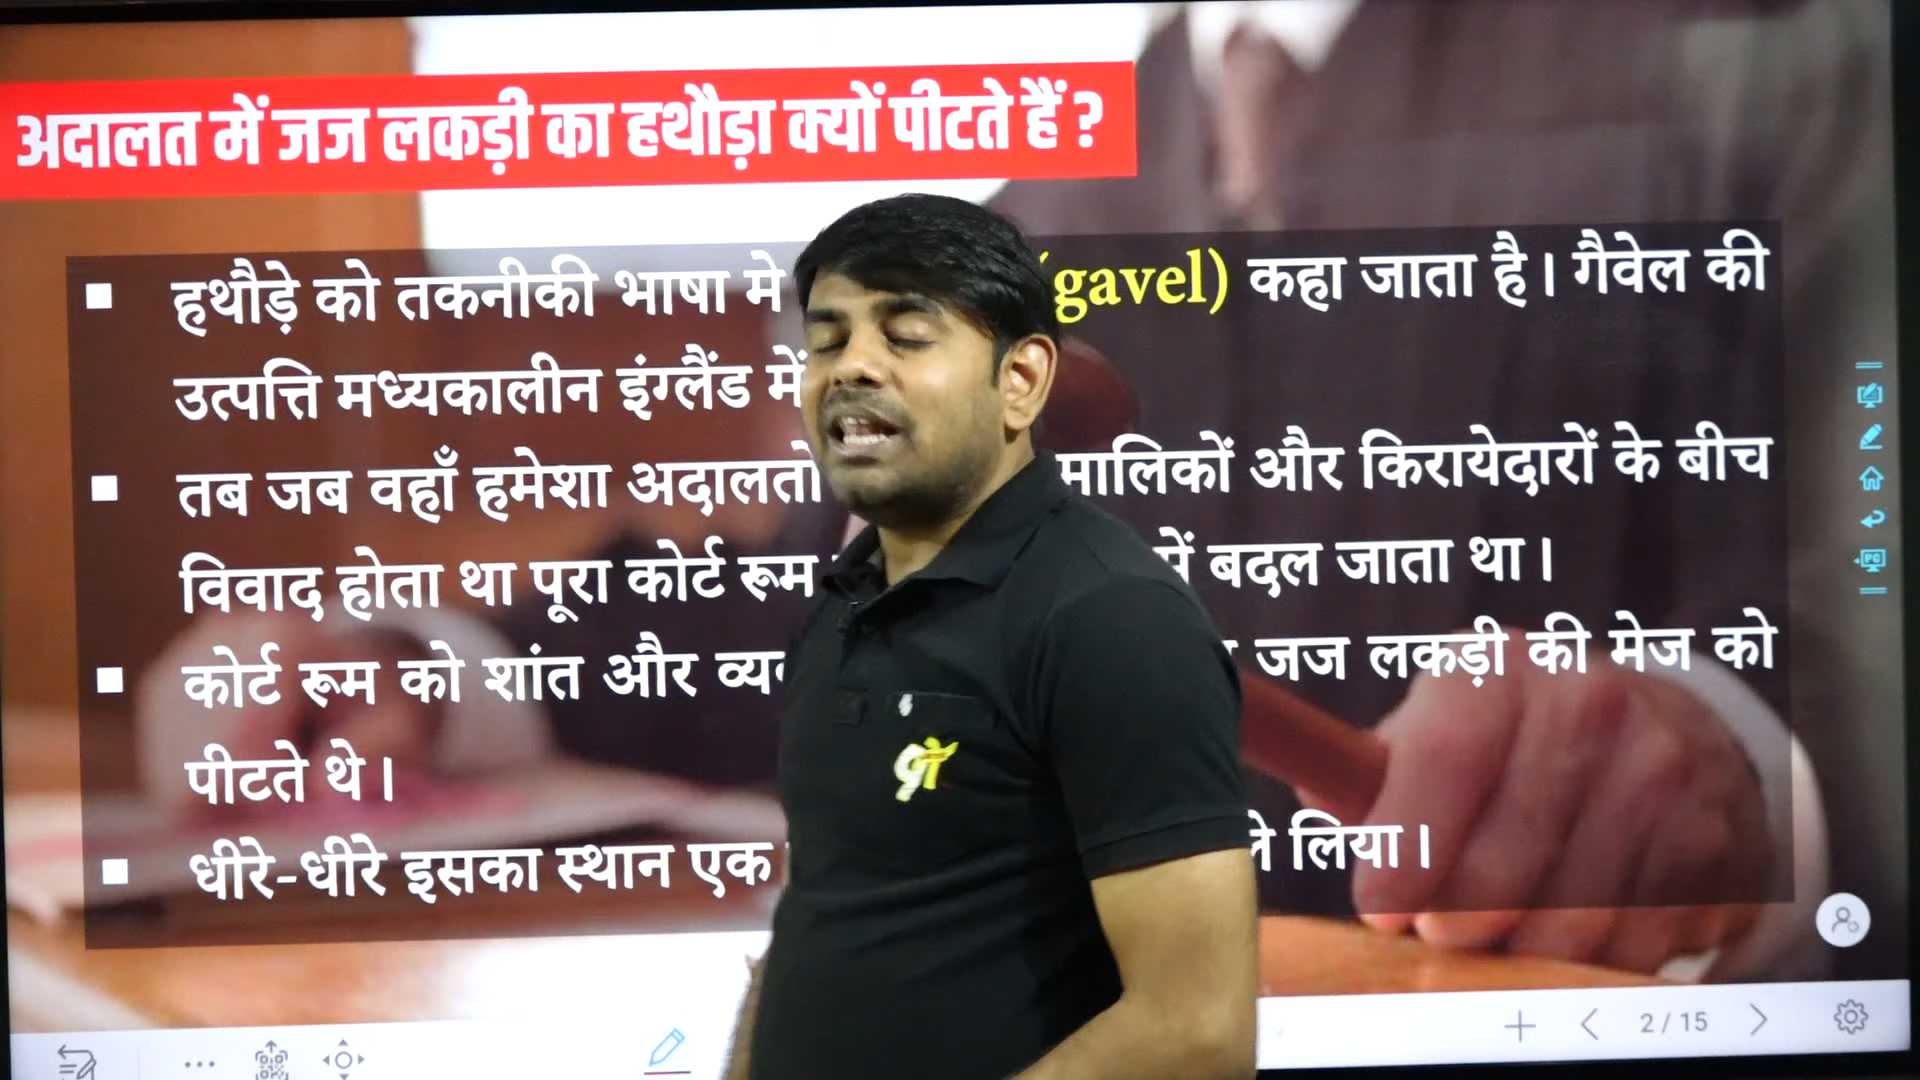 अदालत में जज लकड़ी का हथौड़ा क्यों पीटते हैं ?
हथौड़े को तकनीकी भाषा मे (gavel) कहा जाता है। गैवेल की
उत्पत्ति मध्यकालीन इंग्लैंड में
तब जब वहाँ हमेशा अदालतो मालिकों और किरायेदारों के बीच
विवाद होता था पूरा कोर्ट रूम में बदल जाता था।
कोर्ट रूम को शांत और जज लकड़ी की मेज को
पीटते थे।
धीरे-धीरे इसका स्थान एक ले लिया।
2 / 15